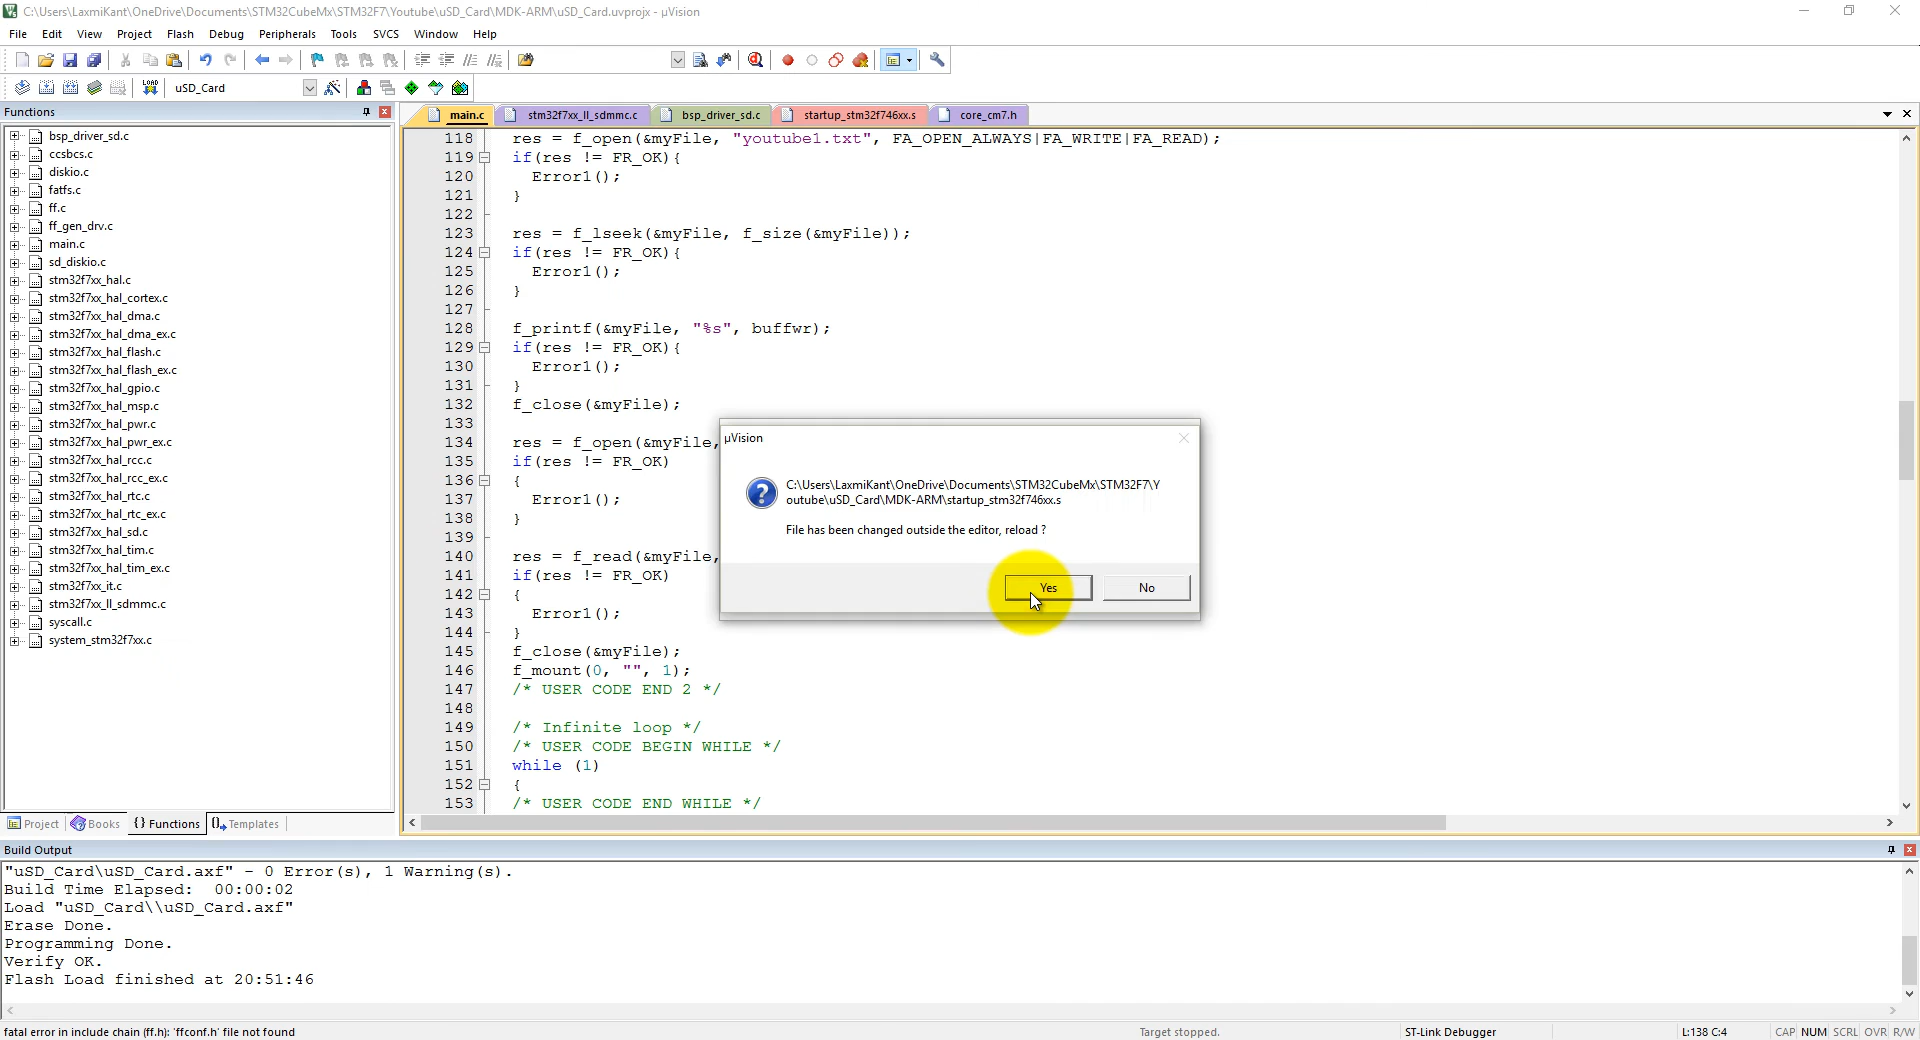 C:\Users\LaxmiKant\OneDrive\Documents\STM32CubeMx\STM32F7\Youtube\uSD_Card\MDK-ARM\uSD_Card.uvprojx - µVision
File Edit View Project Flash Debug Peripherals Tools SVCS Window Help
LOAD uSD_Card
Functions
main.c stm32f7xx_ll_sdmmc.c bsp_driver_sd.c startup_stm32f746xx.s core_cm7.h
bsp_driver_sd.c
ccsbcs.c
diskio.c
fatfs.c
ff.c
ff_gen_drv.c
main.c
sd_diskio.c
stm32f7xx_hal.c
stm32f7xx_hal_cortex.c
stm32f7xx_hal_dma.c
stm32f7xx_hal_dma_ex.c
stm32f7xx_hal_flash.c
stm32f7xx_hal_flash_ex.c
stm32f7xx_hal_gpio.c
stm32f7xx_hal_msp.c
stm32f7xx_hal_pwr.c
stm32f7xx_hal_pwr_ex.c
stm32f7xx_hal_rcc.c
stm32f7xx_hal_rcc_ex.c
stm32f7xx_hal_rtc.c
stm32f7xx_hal_rtc_ex.c
stm32f7xx_hal_sd.c
stm32f7xx_hal_tim.c
stm32f7xx_hal_tim_ex.c
stm32f7xx_it.c
stm32f7xx_ll_sdmmc.c
syscall.c
system_stm32f7xx.c
Project Books {} Functions Templates
118 res = f_open(&myFile, "youtube1.txt", FA_OPEN_ALWAYS|FA_WRITE|FA_READ);
119 if(res != FR_OK){
120 Error1();
121 }
122
123 res = f_lseek(&myFile, f_size(&myFile));
124 if(res != FR_OK){
125 Error1();
126 }
127
128 f_printf(&myFile, "%s", buffwr);
129 if(res != FR_OK){
130 Error1();
131 }
132 f_close(&myFile);
133
134 res = f_open(&myFile,
135 if(res != FR_OK)
136 {
137 Error1();
138 }
139
140 res = f_read(&myFile,
141 if(res != FR_OK)
142 {
143 Error1();
144 }
145 f_close(&myFile);
146 f_mount(0, "", 1);
147 /* USER CODE END 2 */
148
149 /* Infinite loop */
150 /* USER CODE BEGIN WHILE */
151 while (1)
152 {
153 /* USER CODE END WHILE */
µVision
C:\Users\LaxmiKant\OneDrive\Documents\STM32CubeMx\STM32F7\Y
outube\uSD_Card\MDK-ARM\startup_stm32f746xx.s
File has been changed outside the editor, reload ?
Yes No
Build Output
"uSD_Card\uSD_Card.axf" - 0 Error(s), 1 Warning(s).
Build Time Elapsed: 00:00:02
Load "uSD_Card\\uSD_Card.axf"
Erase Done.
Programming Done.
Verify OK.
Flash Load finished at 20:51:46
fatal error in include chain (ff.h): 'ffconf.h' file not found Target stopped. ST-Link Debugger L:138 C:4 CAP NUM SCRL OVR R/W